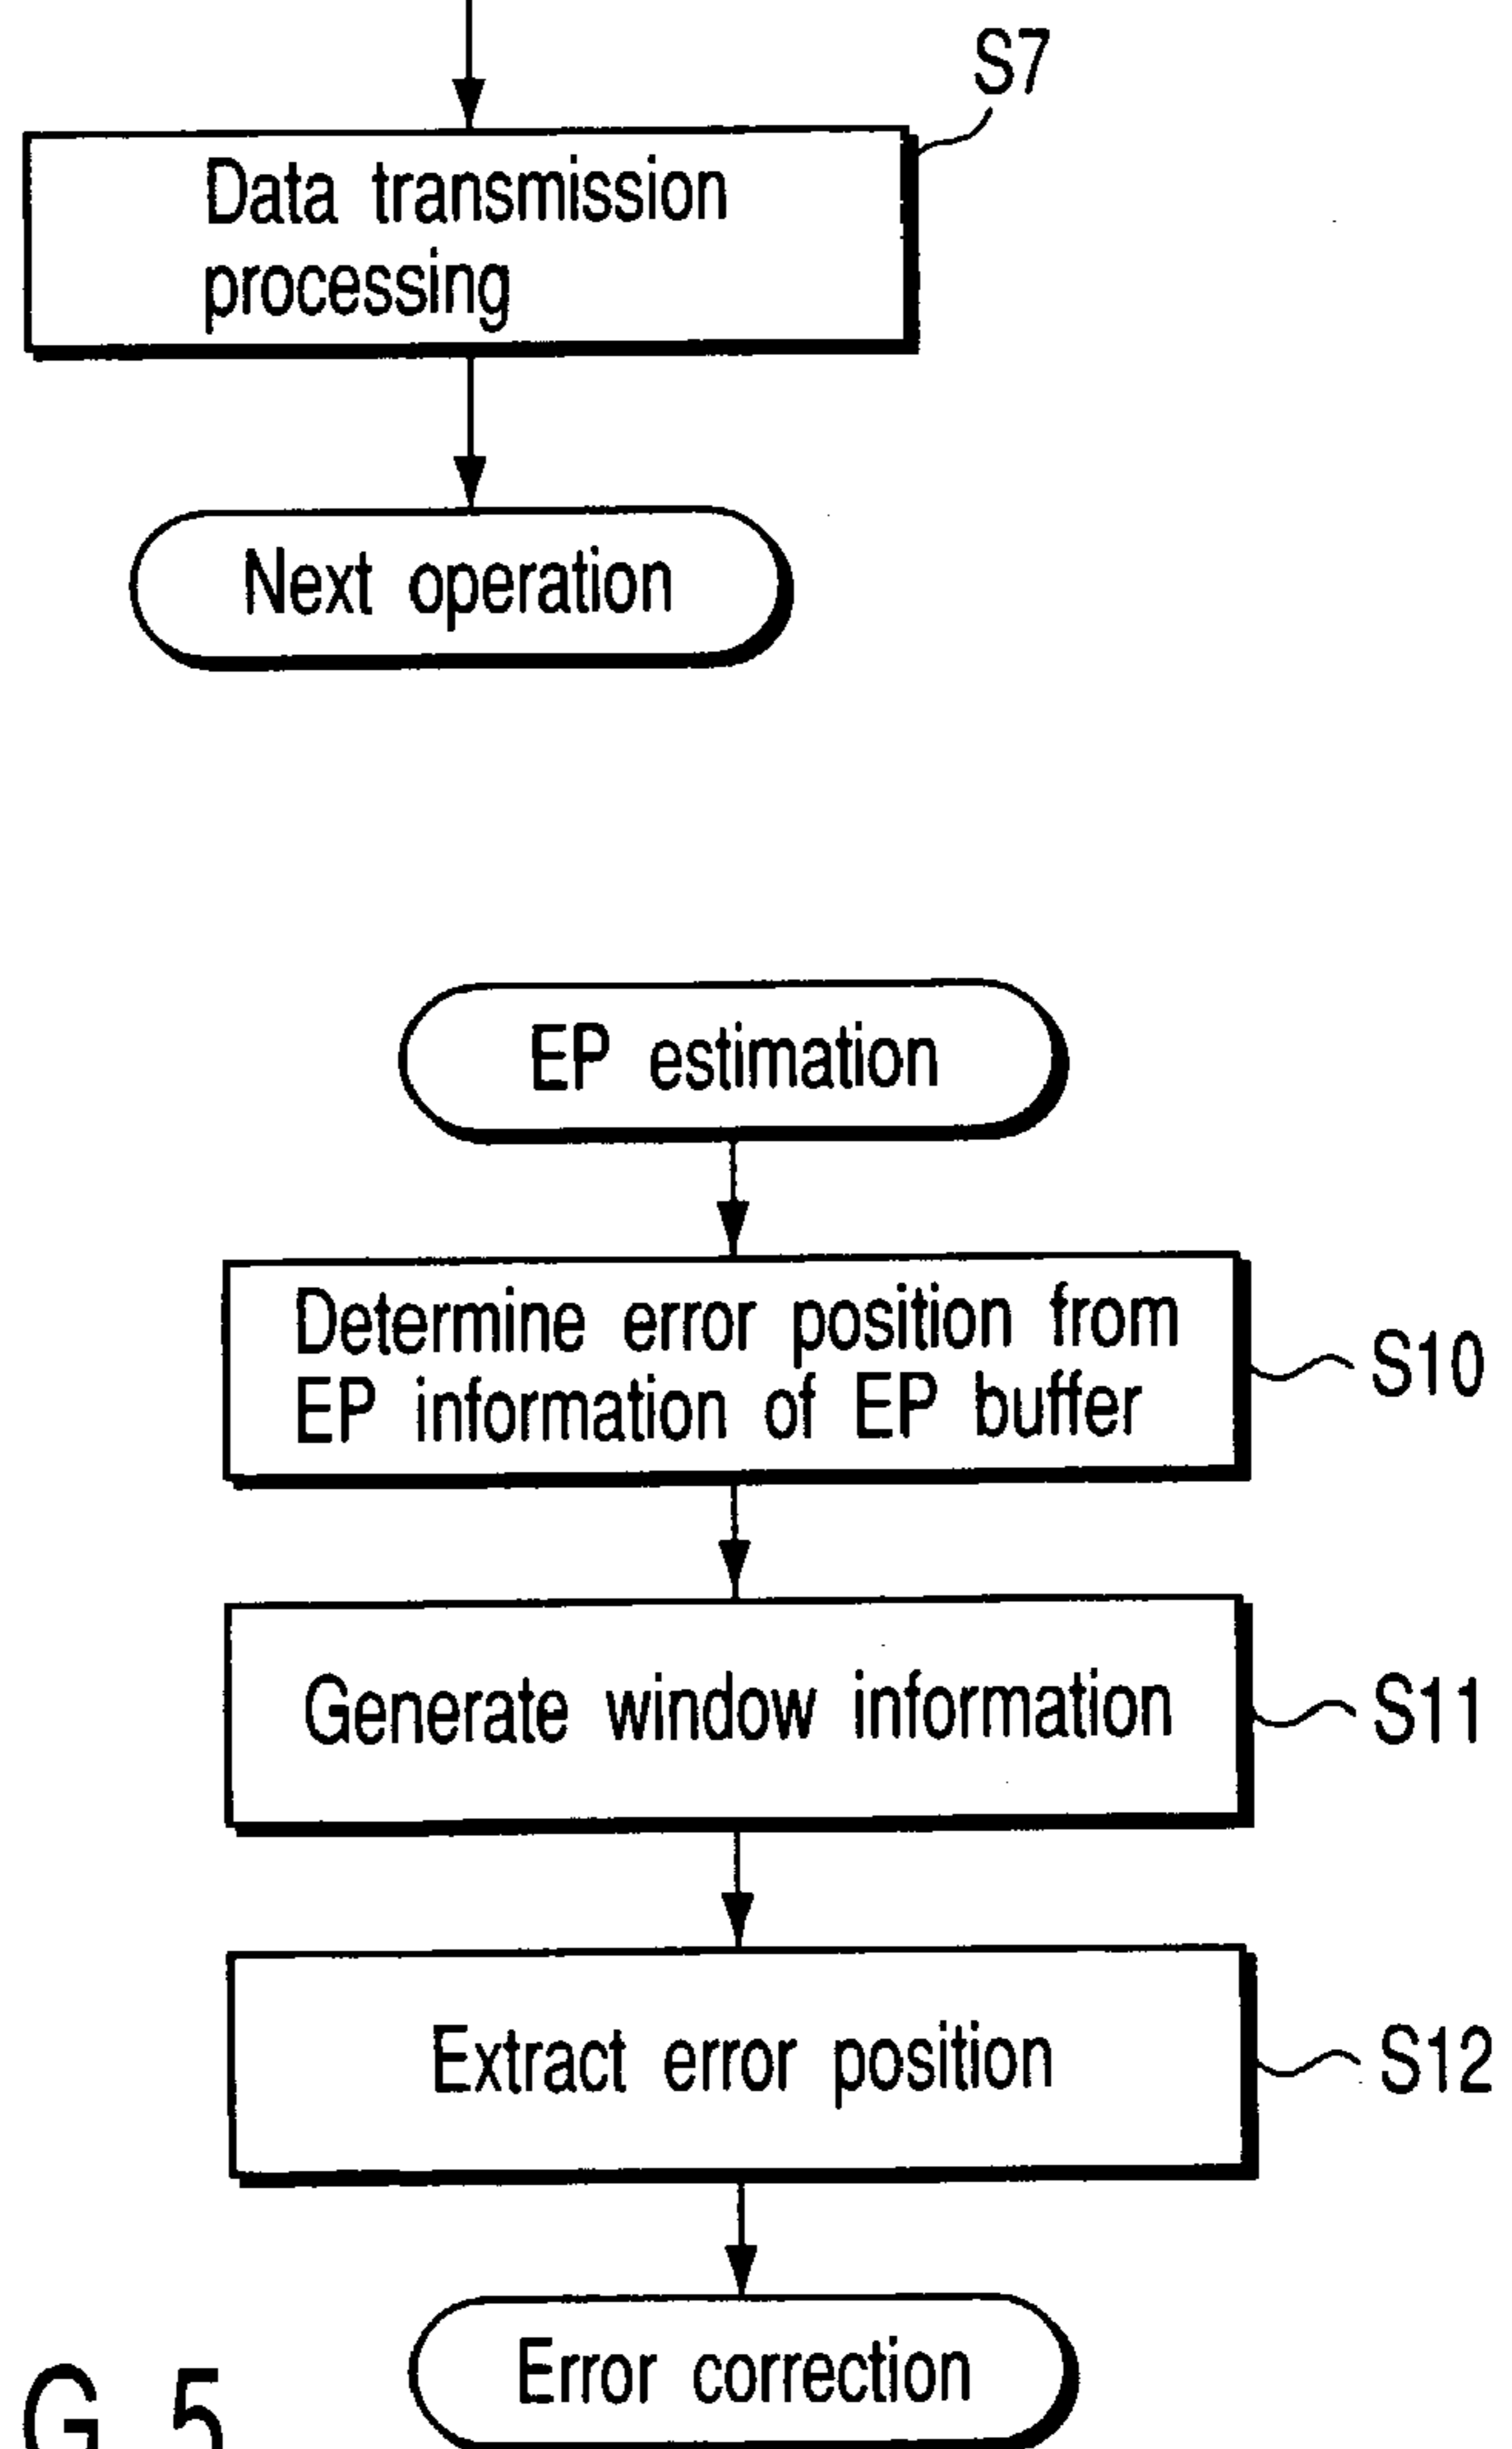 S7
Data transmission
processing
Next operation
EP estimation
Determine error position from
EP information of EP buffer
S10
Generate window information
S11
Extract error position
S12
Error correction
G 5